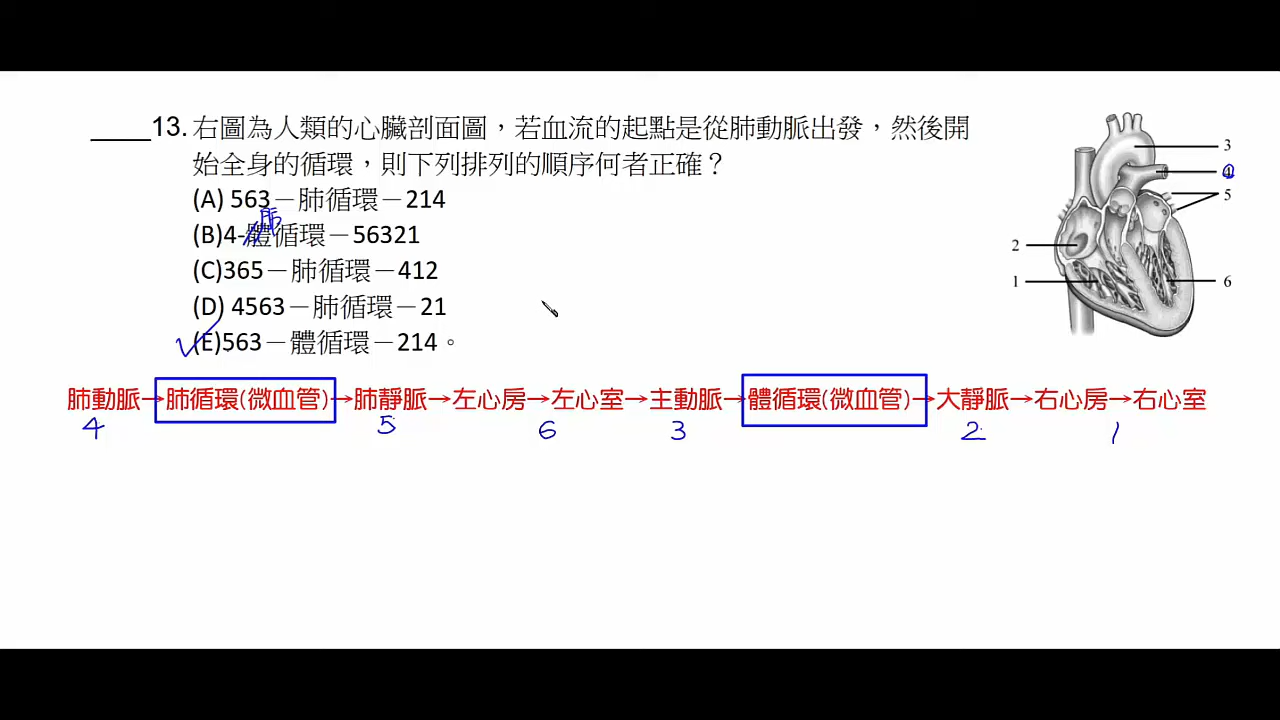 ____13. 右圖為人類的心臟剖面圖，若血流的起點是從肺動脈出發，然後開
始全身的循環，則下列排列的順序何者正確？
(A) 563－肺循環－214
肺
(B)4-體循環－56321
(C)365－肺循環－412
(D) 4563－肺循環－21
(E)563－體循環－214。
3
4
5
2
1
6
肺動脈→肺循環(微血管)→肺靜脈→左心房→左心室→主動脈→體循環(微血管)→大靜脈→右心房→右心室
4 5 6 3 2 1